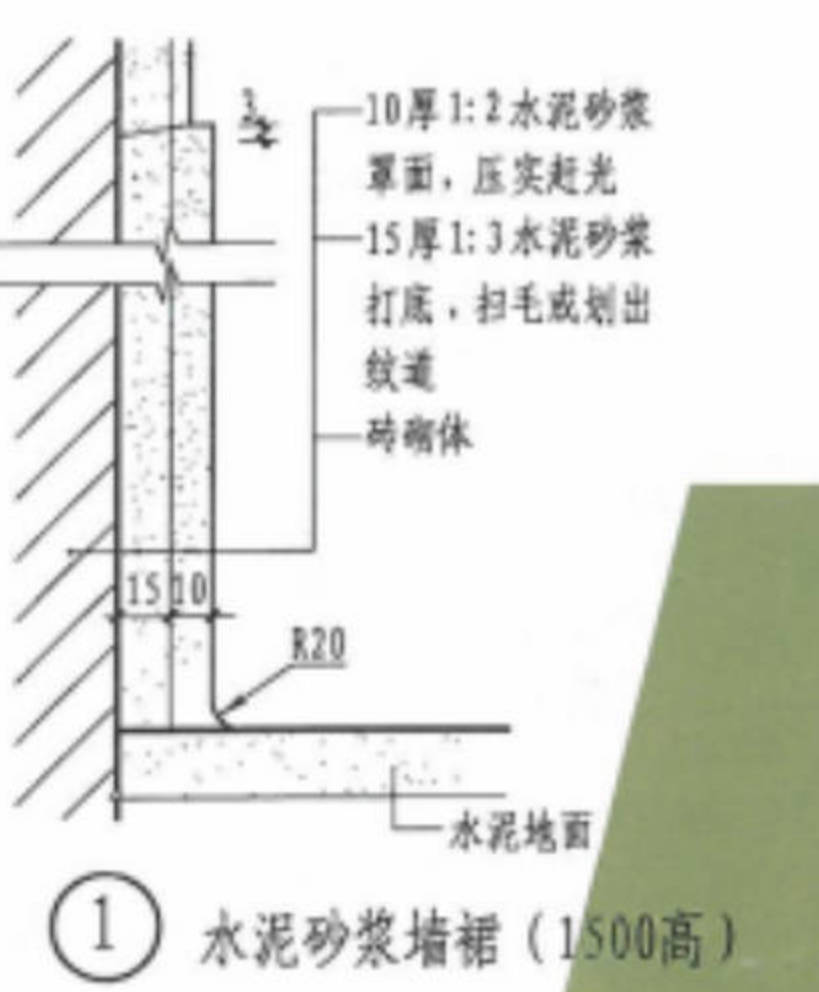 10厚1:2水泥砂浆
罩面，压实赶光
15厚1:3水泥砂浆
打底，扫毛或划出
纹道
砖砌体
15 10
R20
水泥地面
1 水泥砂浆墙裙（1500高）